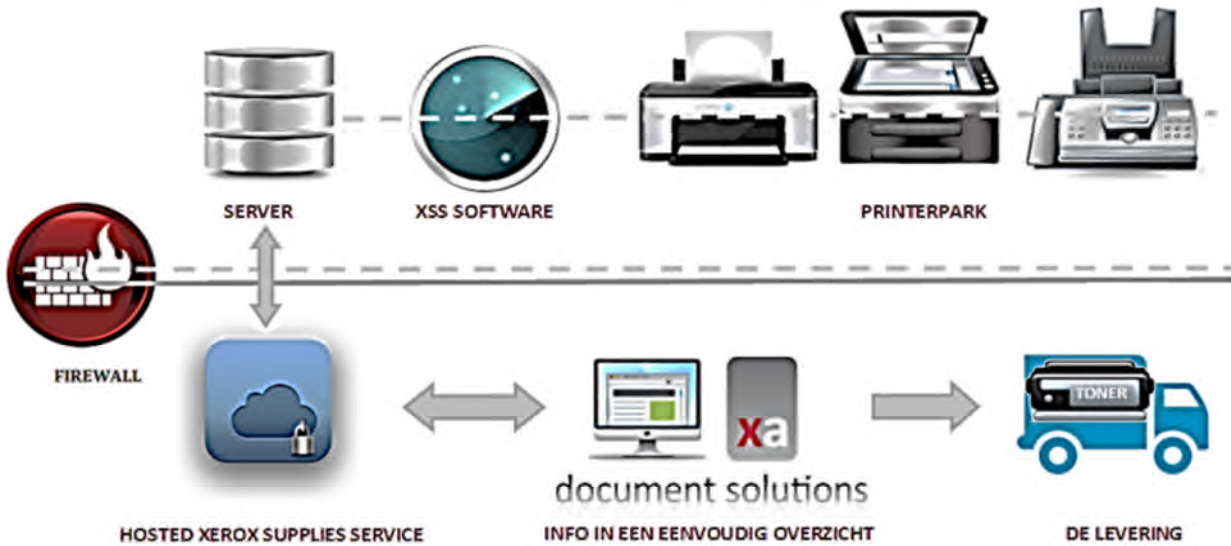 SERVER
XSS SOFTWARE
PRINTERPARK
FIREWALL
TONER
xa
document solutions
HOSTED XEROX SUPPLIES SERVICE
INFO IN EEN EENVOUDIG OVERZICHT
DE LEVERING